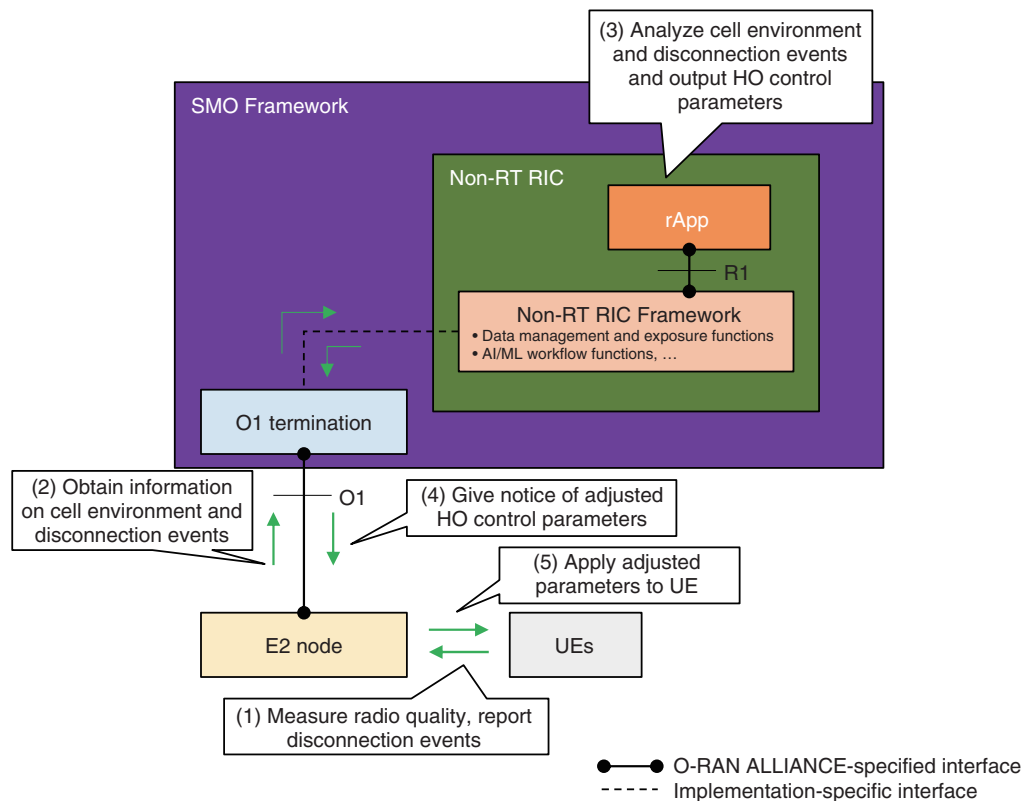 (3) Analyze cell environment
and disconnection events
and output HO control
parameters
SMO Framework
Non-RT RIC
rApp
R1
Non-RT RIC Framework
• Data management and exposure functions
• AI/ML workflow functions, …
O1 termination
(2) Obtain information
on cell environment and
disconnection events
O1
(4) Give notice of adjusted
HO control parameters
(5) Apply adjusted
parameters to UE
E2 node
UEs
(1) Measure radio quality, report
disconnection events
O-RAN ALLIANCE-specified interface
Implementation-specific interface